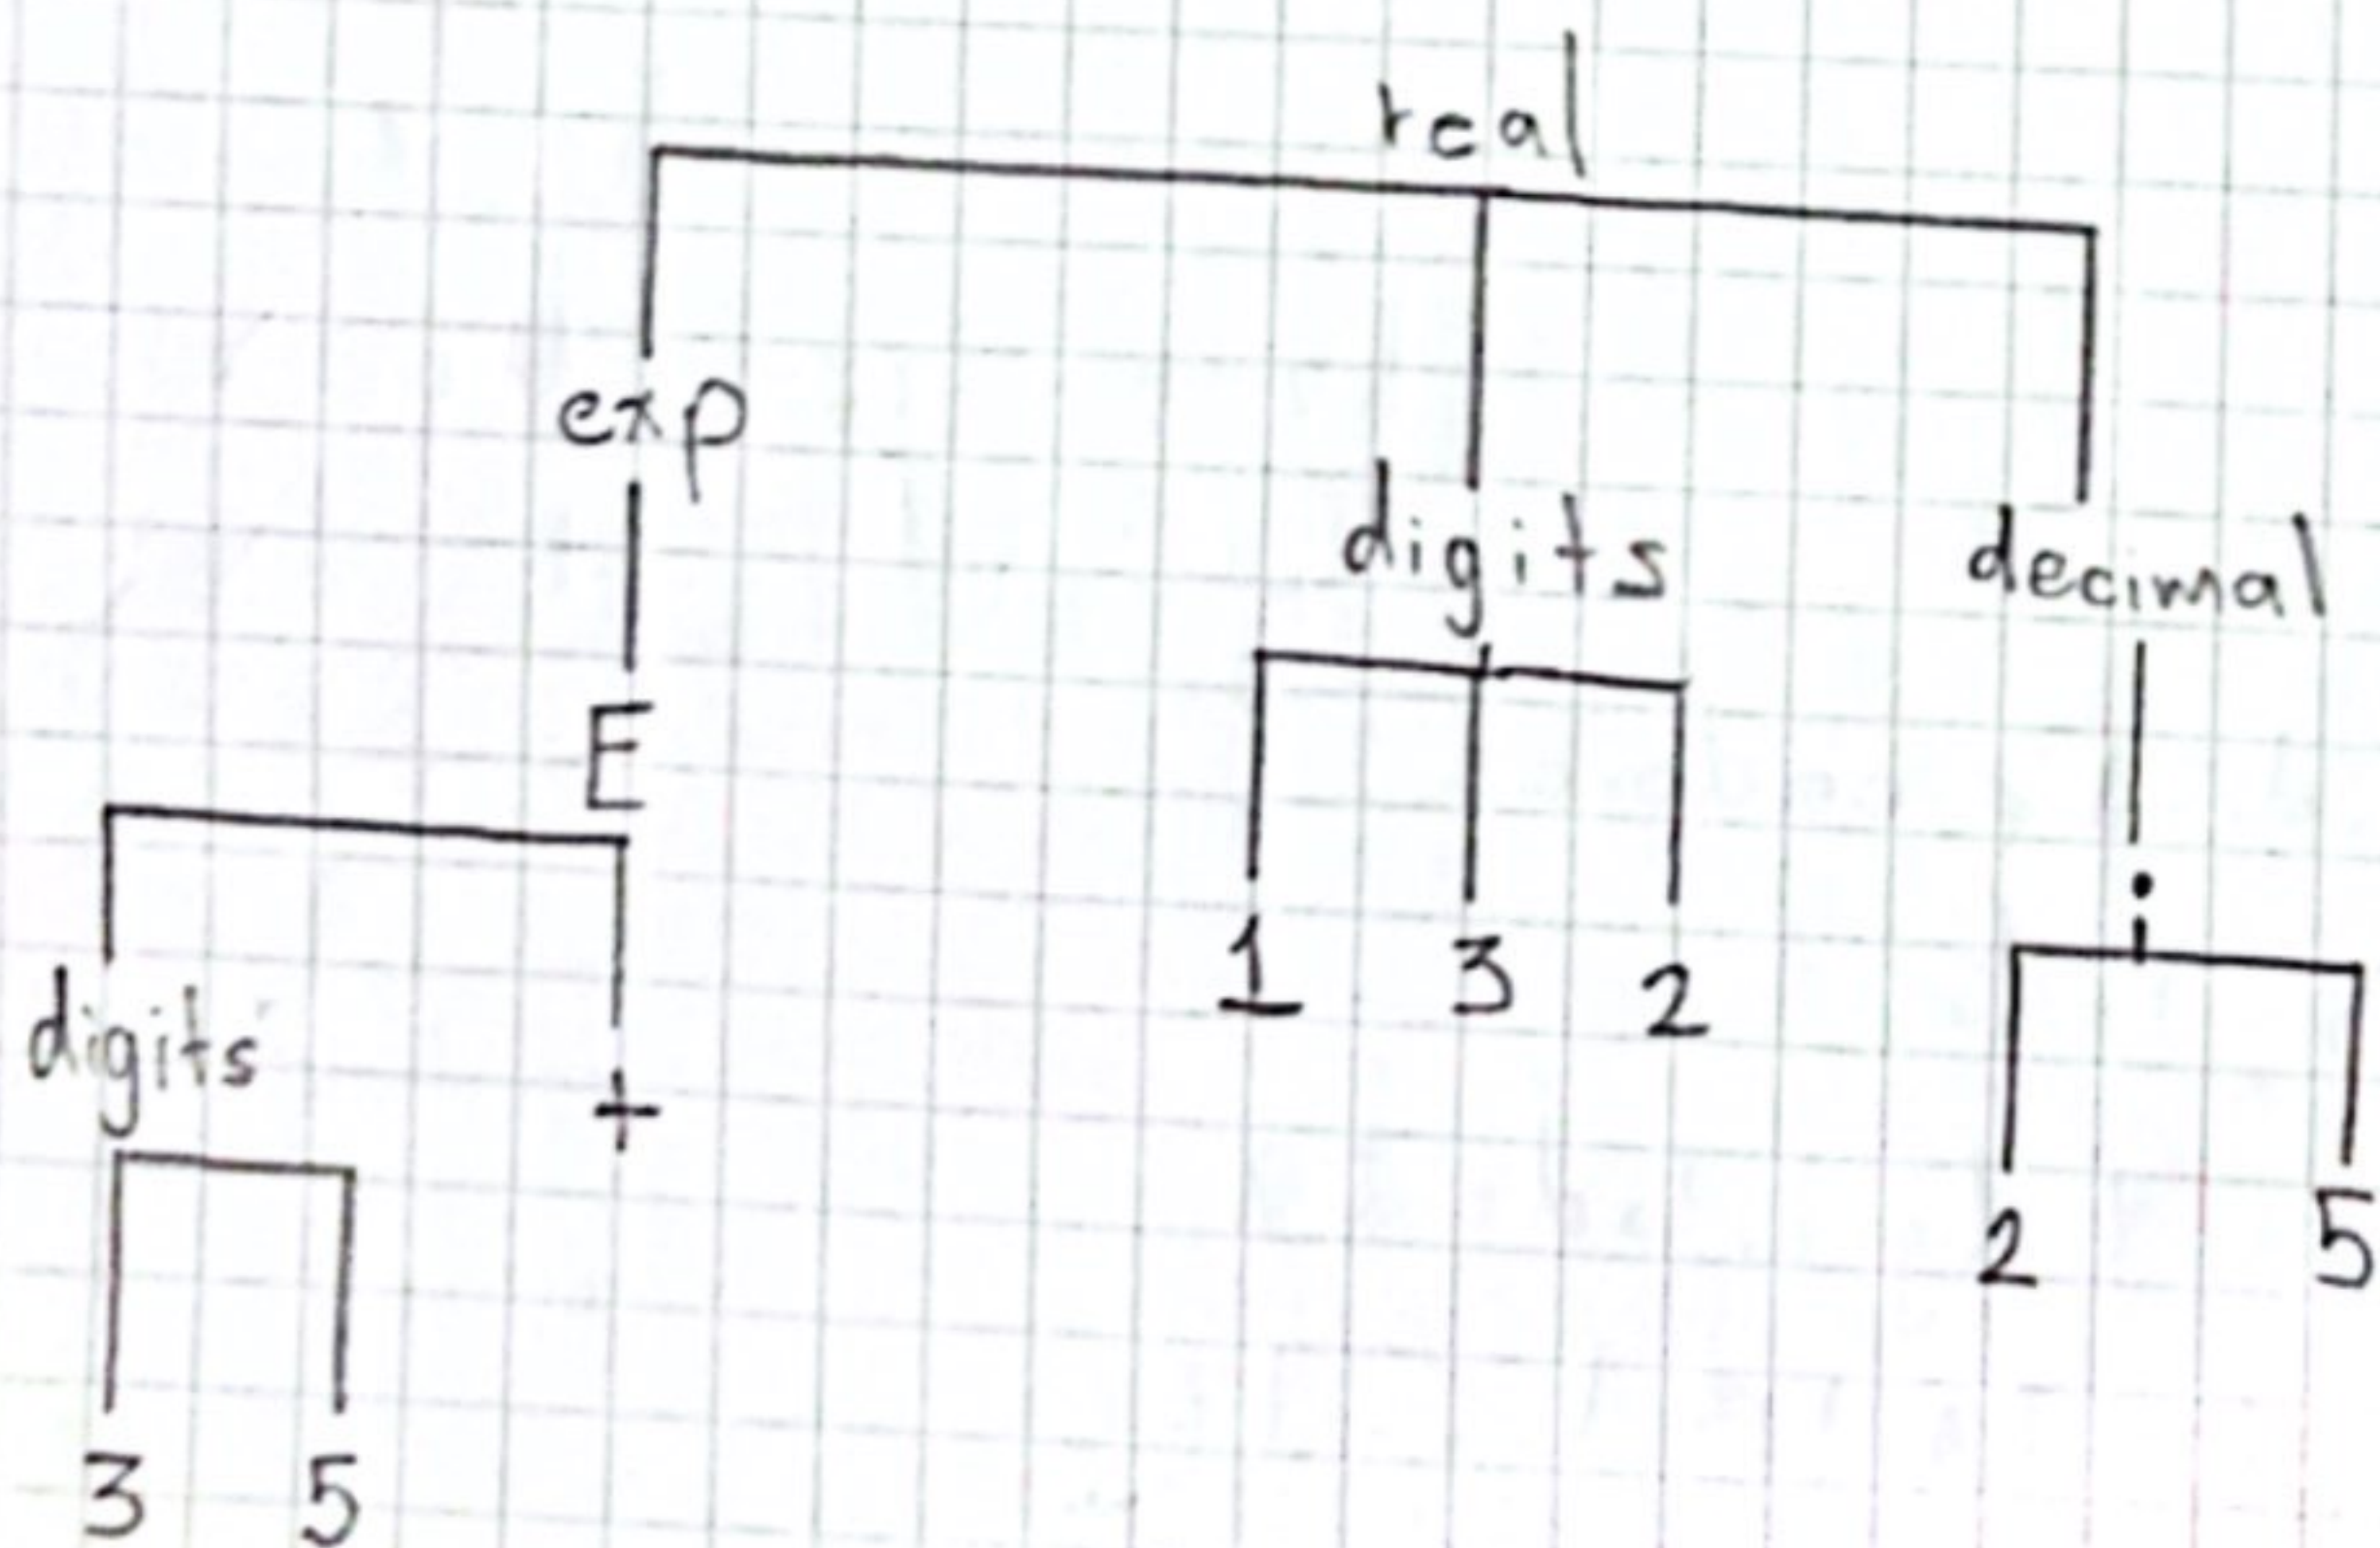 real
exp
digits decimal
E
1 3 2 .
digits +
2 5
3 5